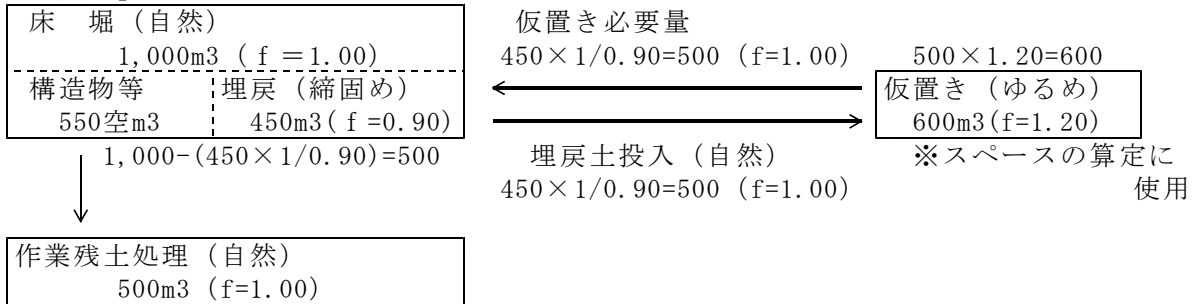 床　堀（自然）
1,000m3（ｆ＝1.00）
構造物等
550空m3
埋戻（締固め）
450m3(ｆ=0.90)
1,000-(450×1/0.90)=500
仮置き必要量
450×1/0.90=500 (f=1.00)
埋戻土投入（自然）
450×1/0.90=500 (f=1.00)
500×1.20=600
仮置き（ゆるめ）
600m3(f=1.20)
※スペースの算定に
使用
作業残土処理（自然）
500m3 (f=1.00)